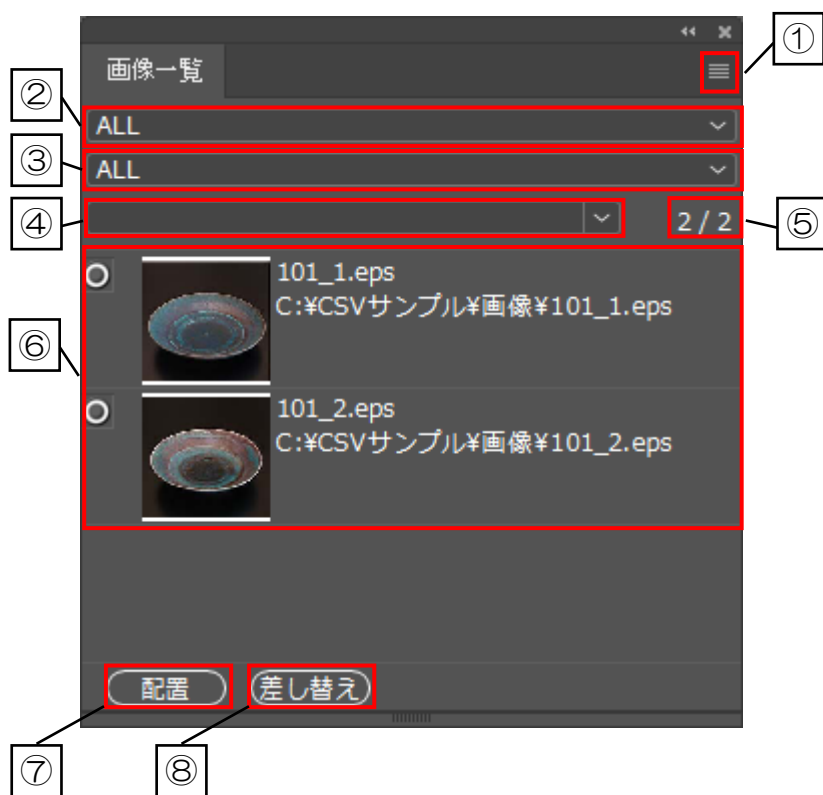 ①
画像一覧
②
ALL
③
ALL
④
2 / 2
⑤
⑥
101_1.eps
C:¥CSVサンプル¥画像¥101_1.eps
101_2.eps
C:¥CSVサンプル¥画像¥101_2.eps
配置
差し替え
⑦
⑧